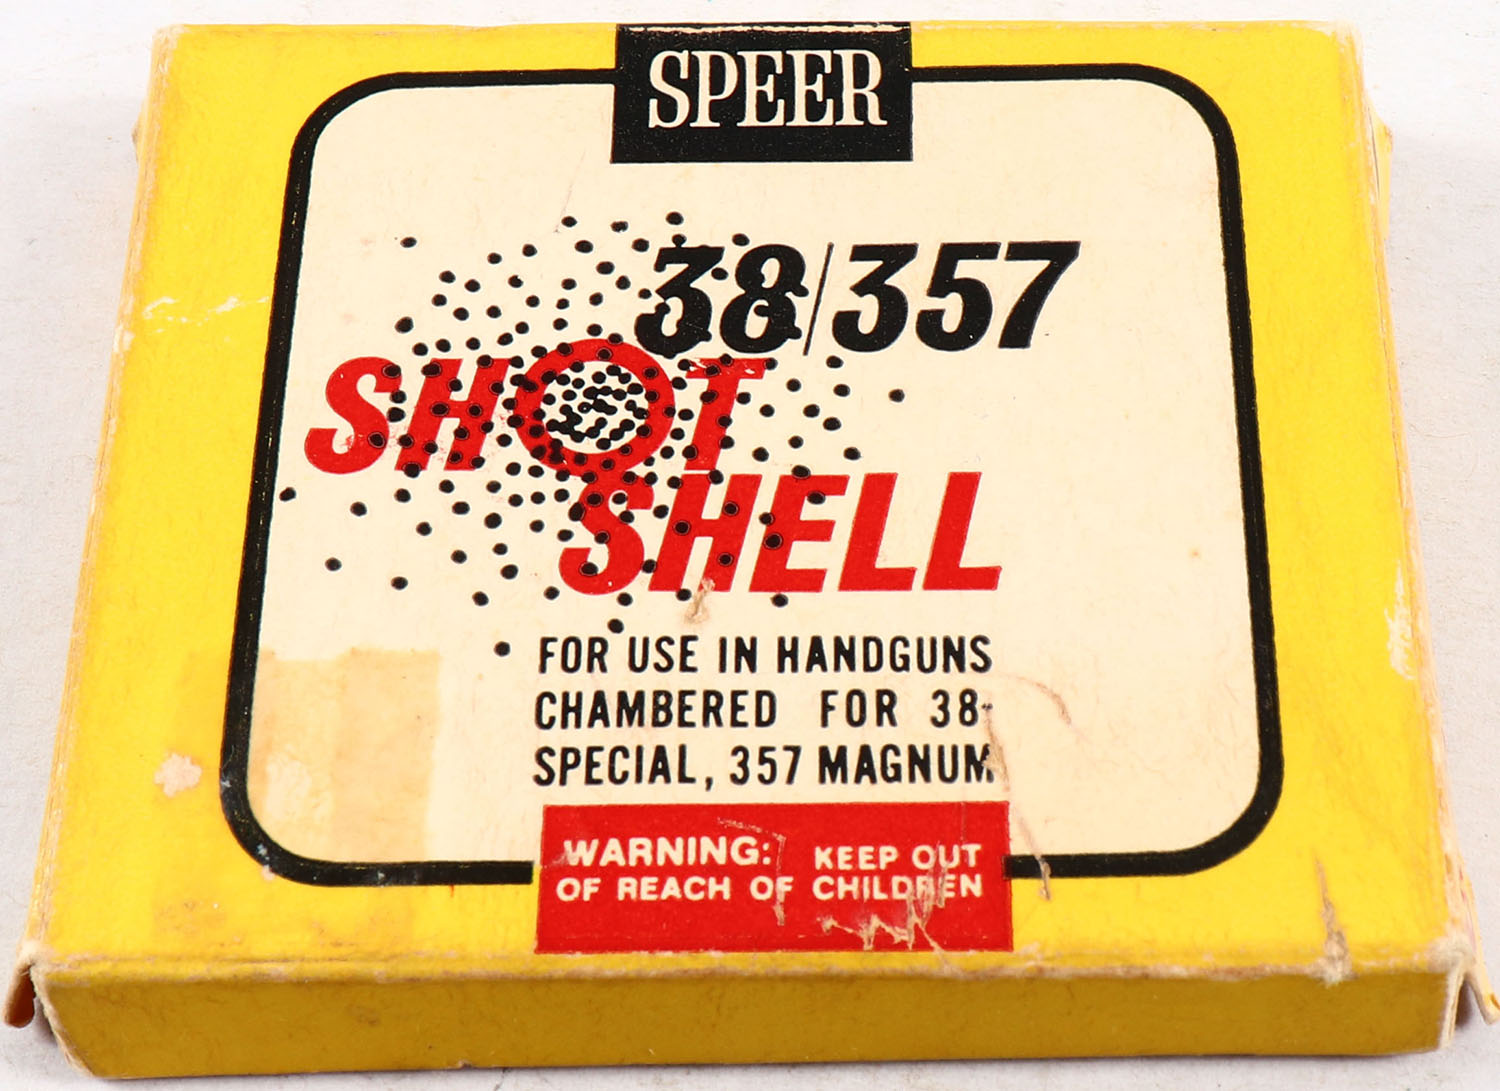 SPEER
38/357
SHOT
SHELL
FOR USE IN HANDGUNS
CHAMBERED FOR 38-
SPECIAL, 357 MAGNUM
WARNING: KEEP OUT
OF REACH OF CHILDREN